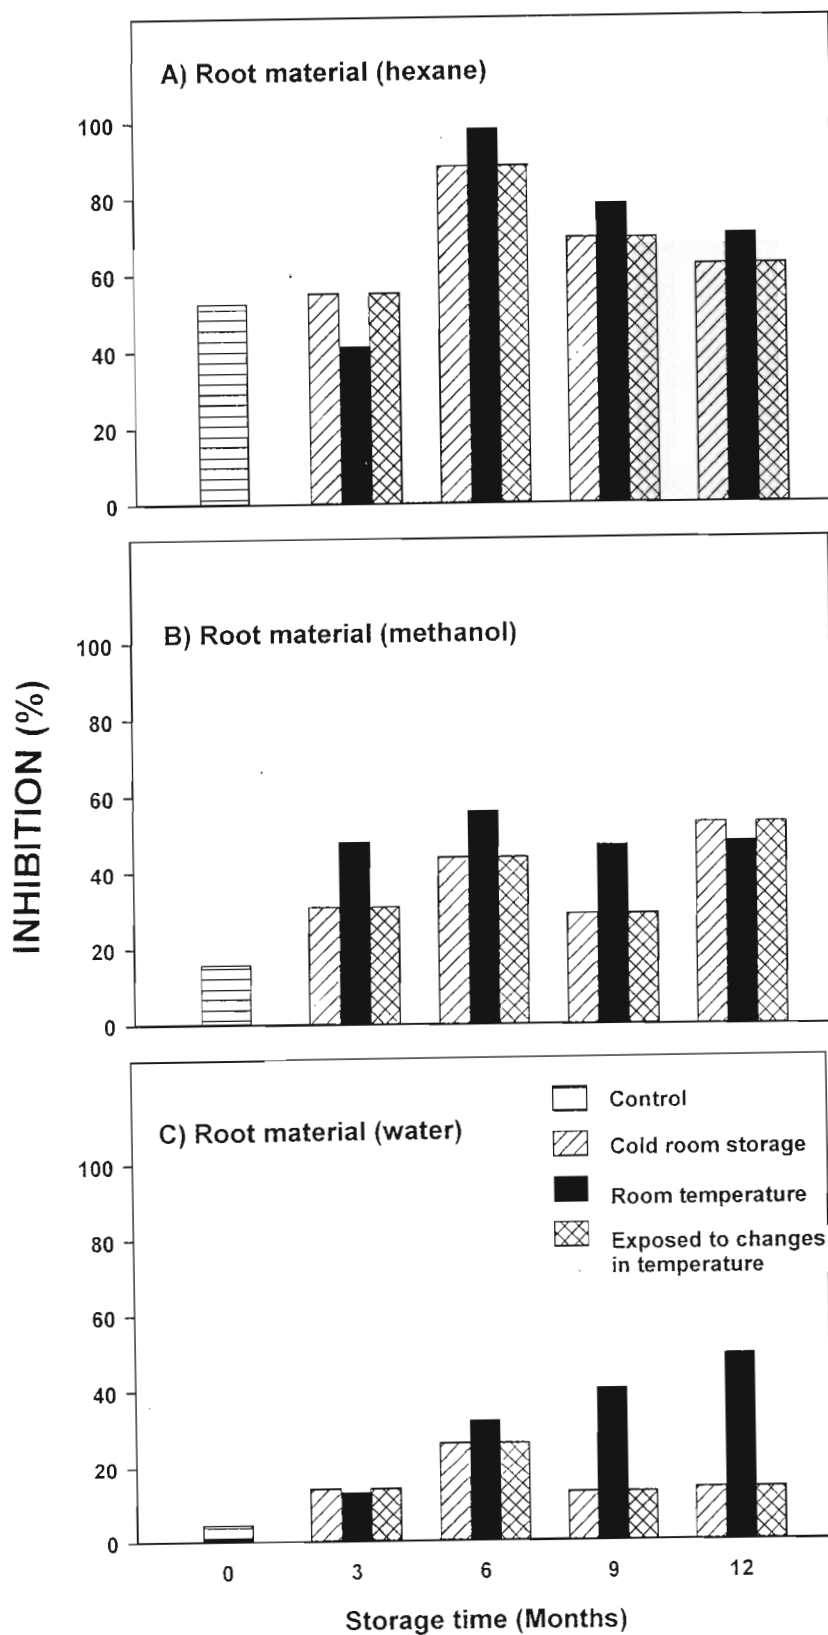 A) Root material (hexane)
100
80
60
40
20
0
B) Root material (methanol)
100
80
60
40
20
0
INHIBITION (%)
C) Root material (water)
Control
Cold room storage
Room temperature
Exposed to changes
in temperature
100
80
60
40
20
0
0 3 6 9 12
Storage time (Months)